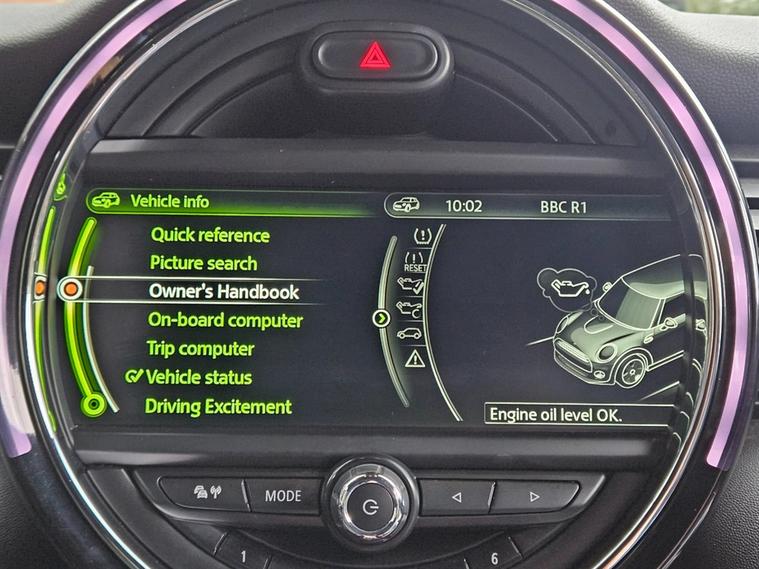 Vehicle info
10:02 BBC R1
Quick reference
Picture search
Owner's Handbook
On-board computer
Trip computer
Vehicle status
Driving Excitement
RESET
Engine oil level OK.
MODE
1
6